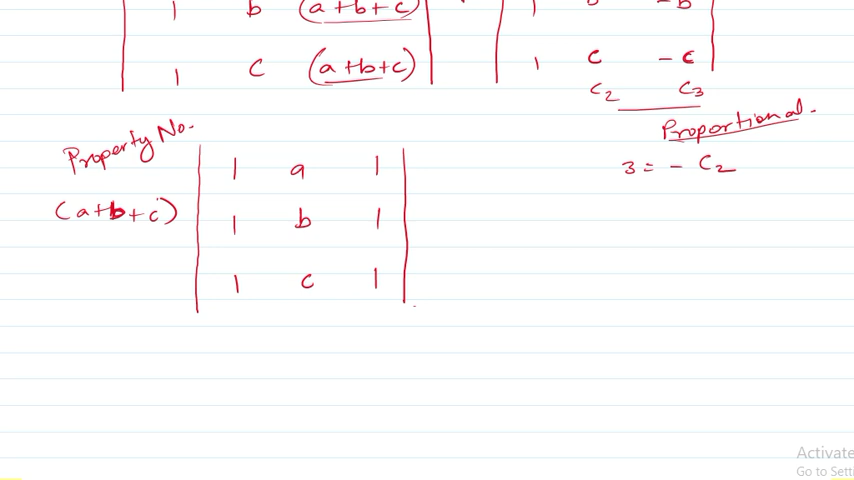 1 b (a+b+c) 1 b -b
1 c (a+b+c) 1 c -c
C2 C3
Proportional.
3 = - C2
Property No.
1 a 1
(a+b+c) 1 b 1
1 c 1
Activate
Go to Setti